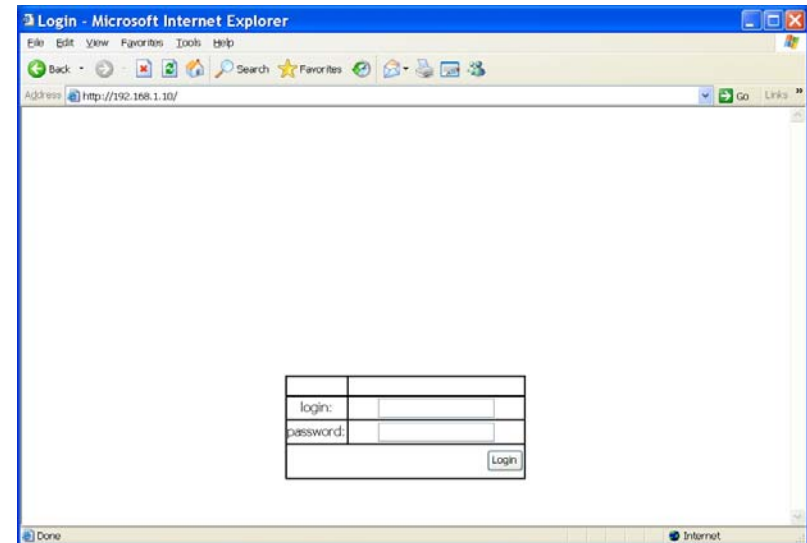 Login - Microsoft Internet Explorer
File Edit View Favorites Tools Help
Back Search Favorites
Address http://192.168.1.10/ Go Links »
login:
password:
Login
Done Internet